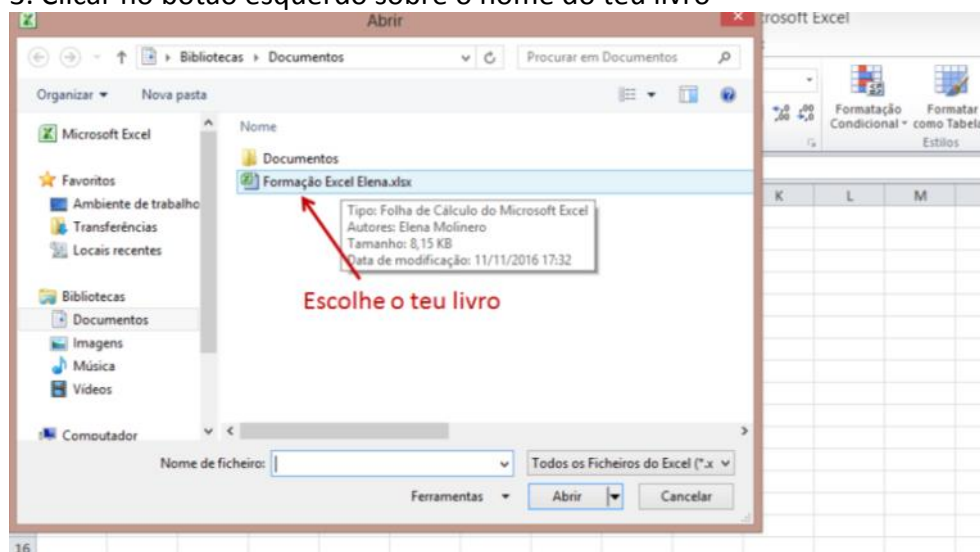 Clicar no botão esquerdo sobre o nome do teu livro
Abrir
rosoft Excel
Bibliotecas Documentos
Procurar em Documentos
Organizar
Nova pasta
Formatação Condicional
Formatar como Tabela
Estilos
Microsoft Excel
Favoritos
Ambiente de trabalho
Transferências
Locais recentes
Bibliotecas
Documentos
Imagens
Música
Vídeos
Computador
Nome
Documentos
Formação Excel Elena.xlsx
Tipo: Folha de Cálculo do Microsoft Excel
Autores: Elena Molinero
Tamanho: 8,15 KB
Data de modificação: 11/11/2016 17:32
Escolhe o teu livro
K L M
Nome de ficheiro:
Todos os Ficheiros do Excel (*.x
Ferramentas
Abrir
Cancelar
16